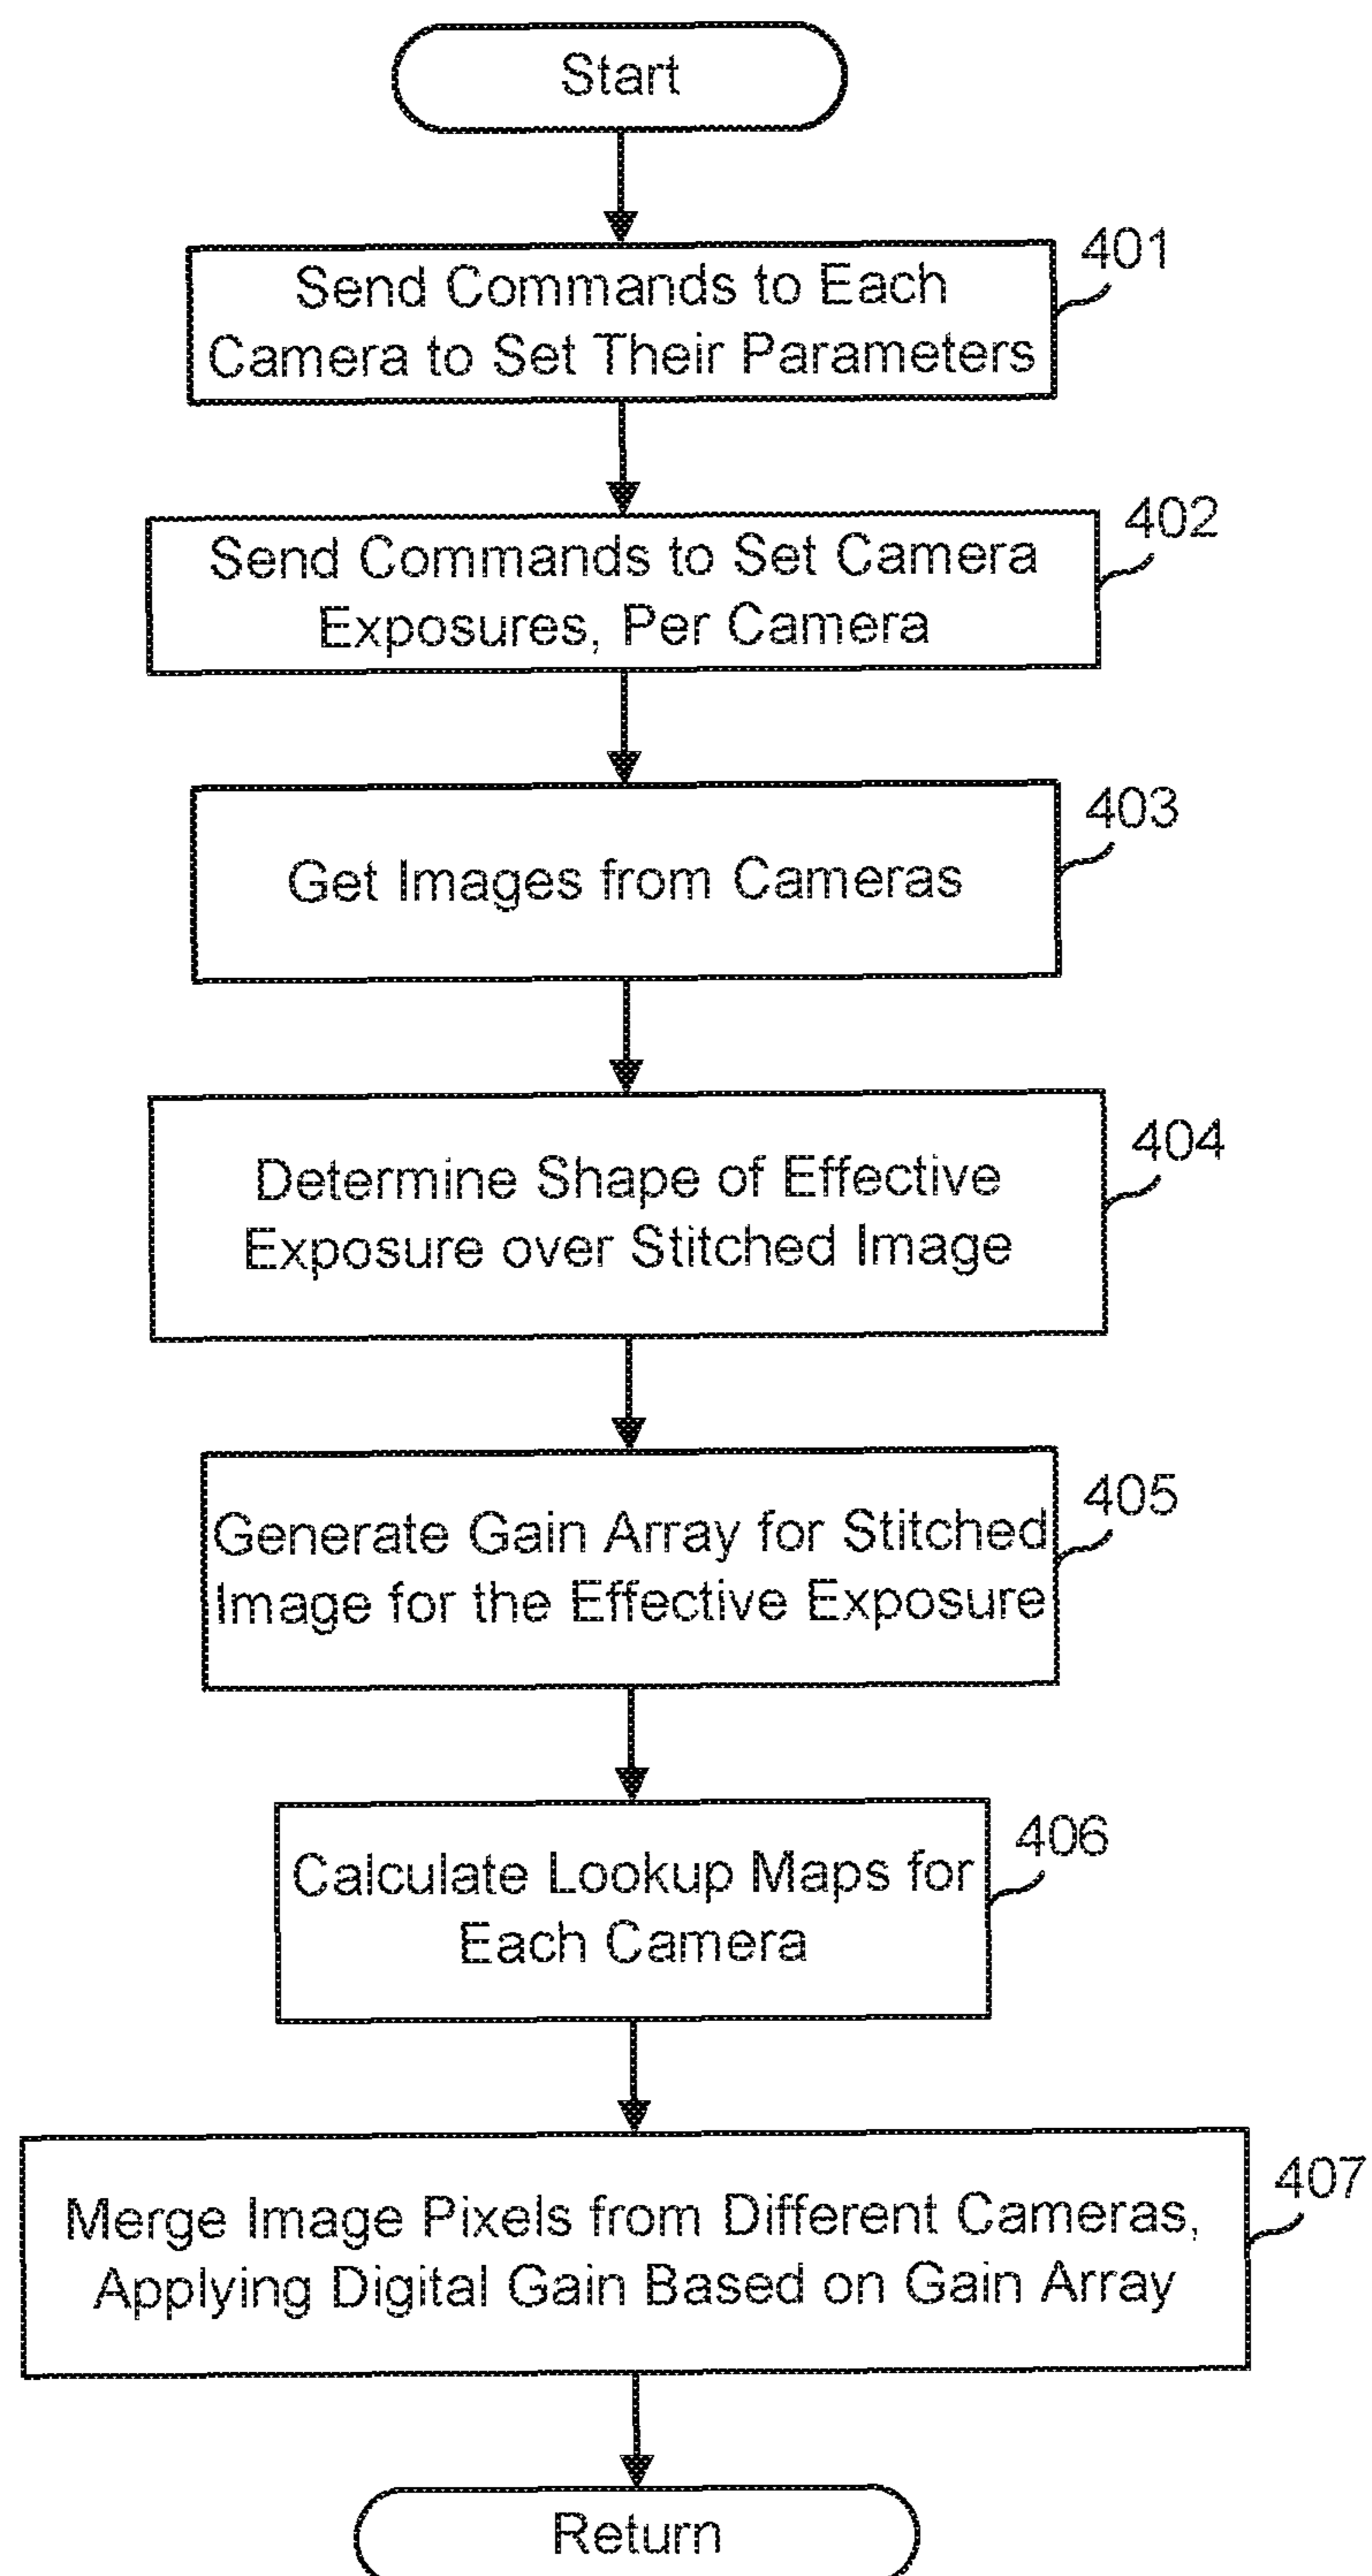 Start
401
Send Commands to Each
Camera to Set Their Parameters
402
Send Commands to Set Camera
Exposures, Per Camera
403
Get Images from Cameras
404
Determine Shape of Effective
Exposure over Stitched Image
405
Generate Gain Array for Stitched
Image for the Effective Exposure
406
Calculate Lookup Maps for
Each Camera
407
Merge Image Pixels from Different Cameras,
Applying Digital Gain Based on Gain Array
Return